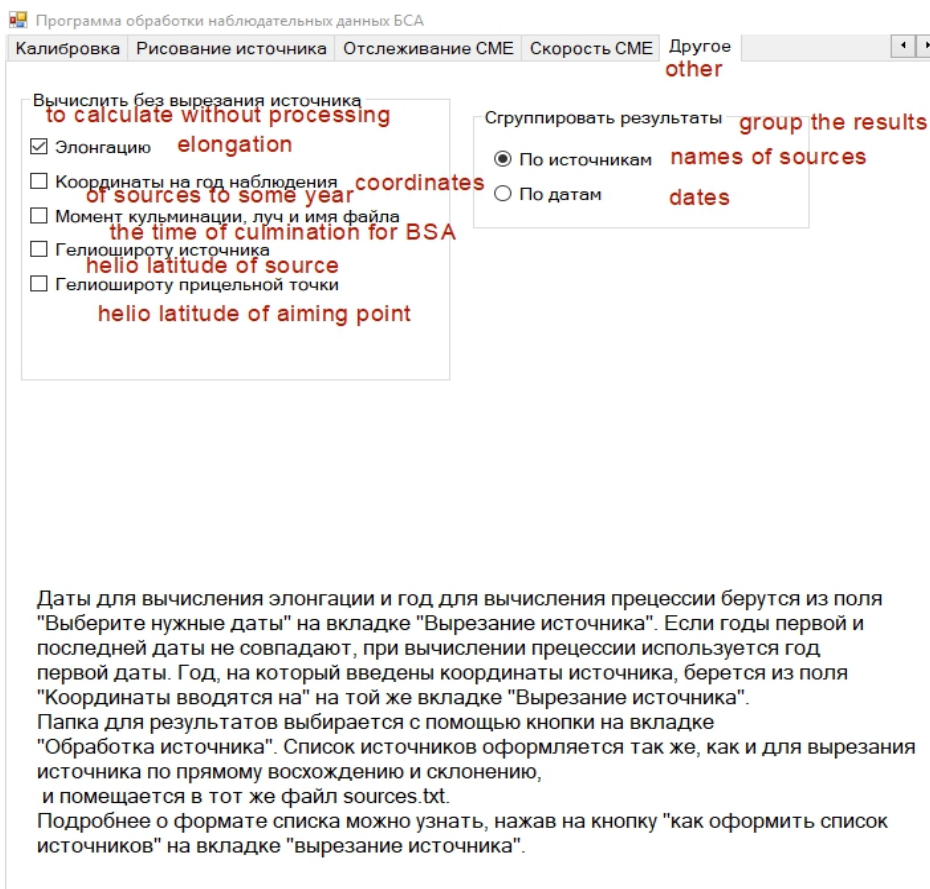 Программа обработки наблюдательных данных БСА
Калибровка Рисование источника Отслеживание СМЕ Скорость СМЕ Другое
other
Вычислить без вырезания источника
to calculate without processing
Элонгацию elongation
Координаты на год наблюдения coordinates
of sources to some year
Момент кульминации, луч и имя файла
the time of culmination for BSA
Гелиошироту источника
helio latitude of source
Гелиошироту прицельной точки
helio latitude of aiming point
Сгруппировать результаты group the results
По источникам names of sources
По датам dates
Даты для вычисления элонгации и год для вычисления прецессии берутся из поля
"Выберите нужные даты" на вкладке "Вырезание источника". Если годы первой и
последней даты не совпадают, при вычислении прецессии используется год
первой даты. Год, на который введены координаты источника, берется из поля
"Координаты вводятся на" на той же вкладке "Вырезание источника".
Папка для результатов выбирается с помощью кнопки на вкладке
"Обработка источника". Список источников оформляется так же, как и для вырезания
источника по прямому восхождению и склонению,
и помещается в тот же файл sources.txt.
Подробнее о формате списка можно узнать, нажав на кнопку "как оформить список
источников" на вкладке "вырезание источника".